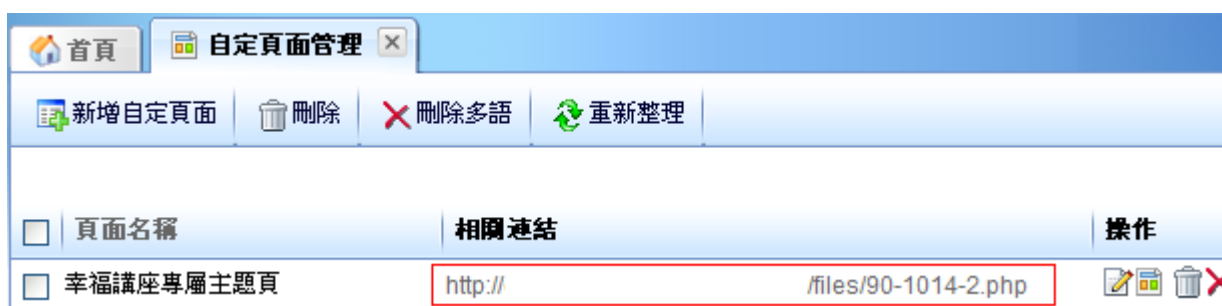 首頁 自定頁面管理
新增自定頁面 刪除 刪除多語 重新整理
頁面名稱 相關連結 操作
幸福講座專屬主題頁 http:// /files/90-1014-2.php